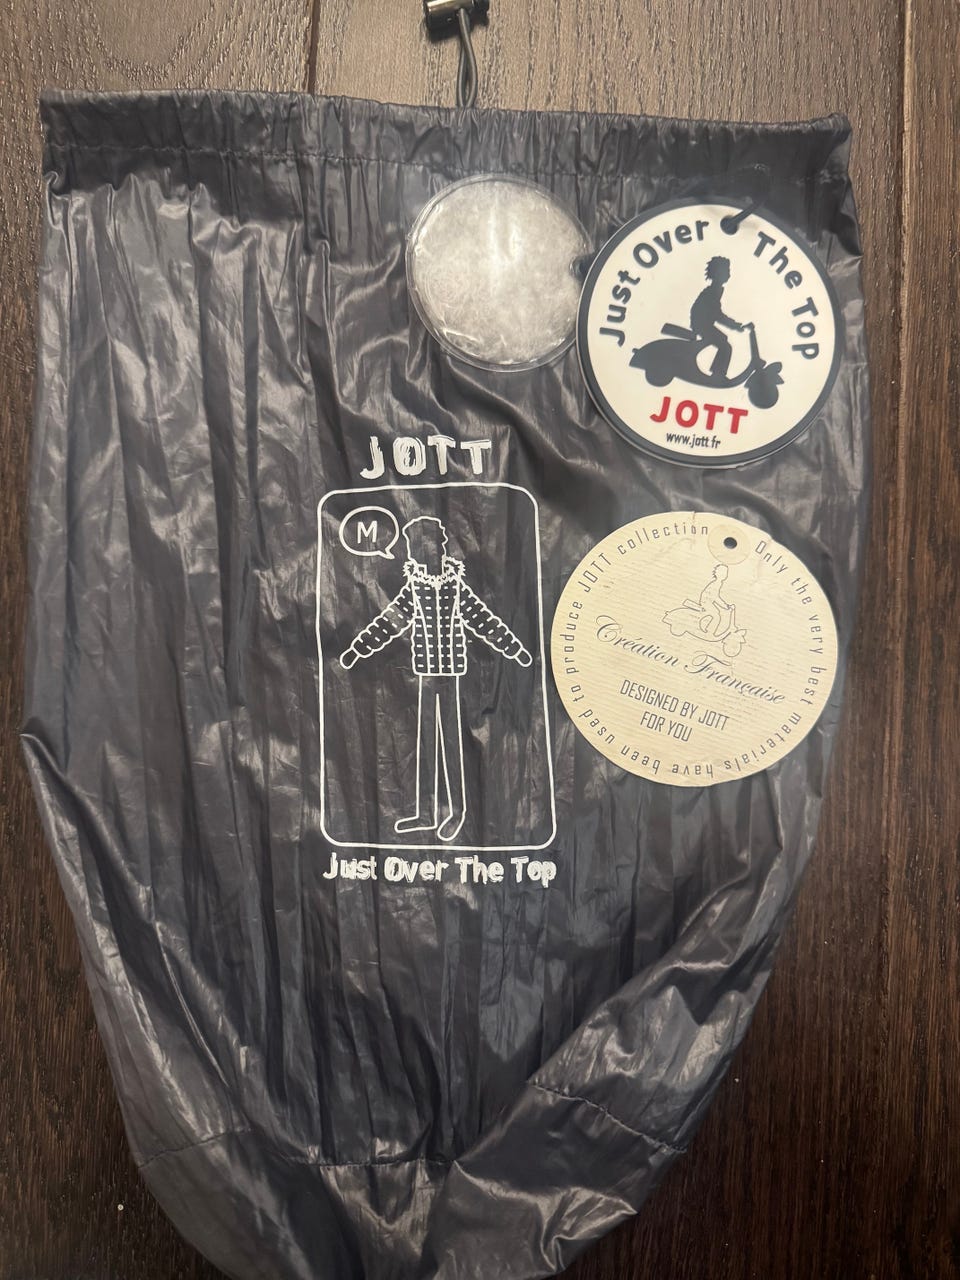 Just Over The Top
JOTT
www.jott.fr
JOTT
M
Just Over The Top
Only the very best materials have been used to produce JOTT collection
Création Française
DESIGNED BY JOTT
FOR YOU